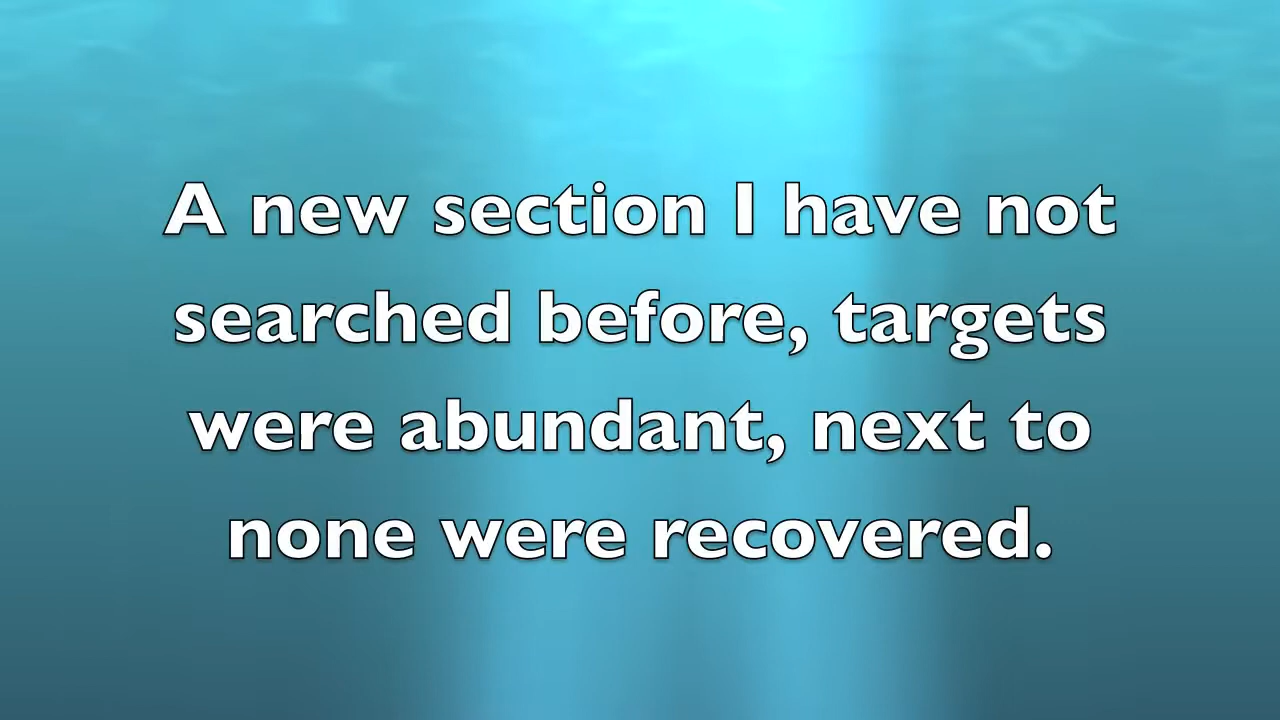 A new section I have not
searched before, targets
were abundant, next to
none were recovered.